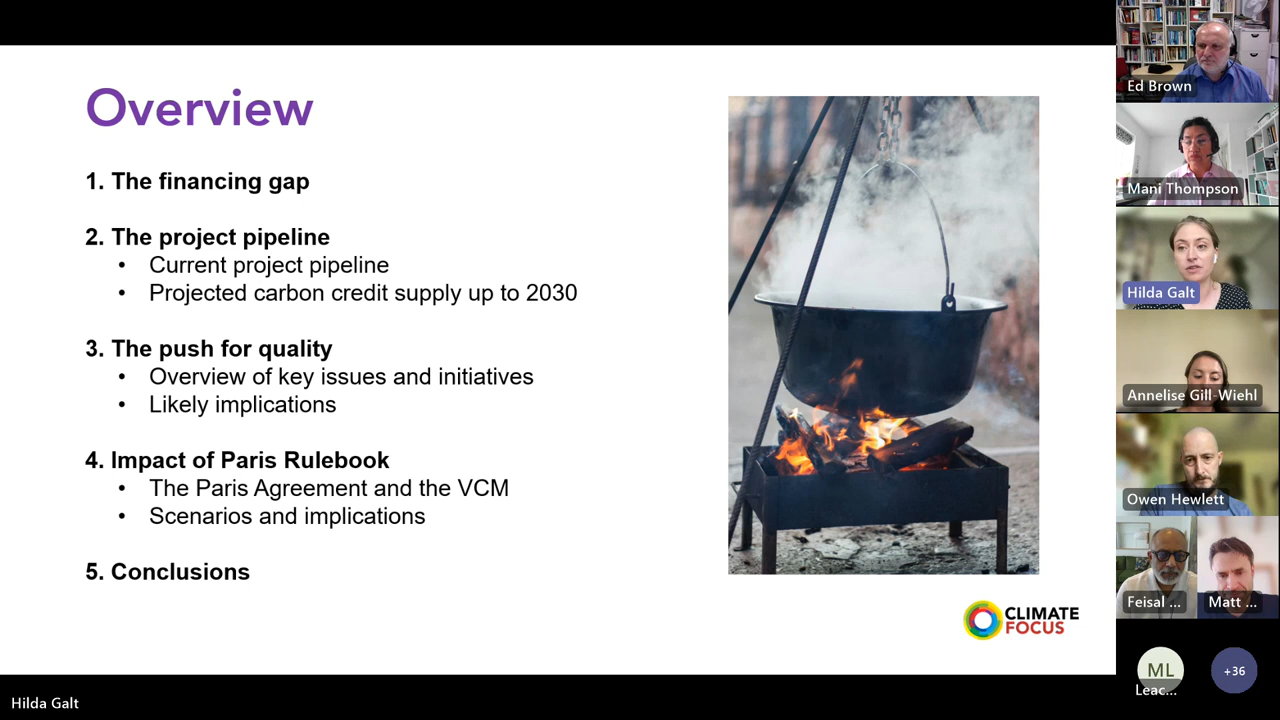 Overview
1. The financing gap
2. The project pipeline
• Current project pipeline
• Projected carbon credit supply up to 2030
3. The push for quality
• Overview of key issues and initiatives
• Likely implications
4. Impact of Paris Rulebook
• The Paris Agreement and the VCM
• Scenarios and implications
5. Conclusions
CLIMATE
FOCUS
Hilda Galt
Ed Brown
Mani Thompson
Hilda Galt
Annelise Gill-Wiehl
Owen Hewlett
Feisal ...
Matt ...
ML
Leac...
+36